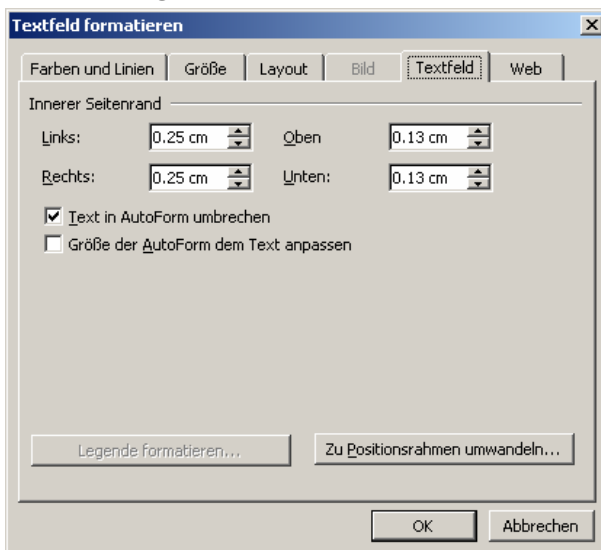 Textfeld formatieren
Farben und Linien Größe Layout Bild Textfeld Web
Innerer Seitenrand
Links: 0.25 cm Oben 0.13 cm
Rechts: 0.25 cm Unten: 0.13 cm
Text in AutoForm umbrechen
Größe der AutoForm dem Text anpassen
Legende formatieren... Zu Positionsrahmen umwandeln...
OK Abbrechen